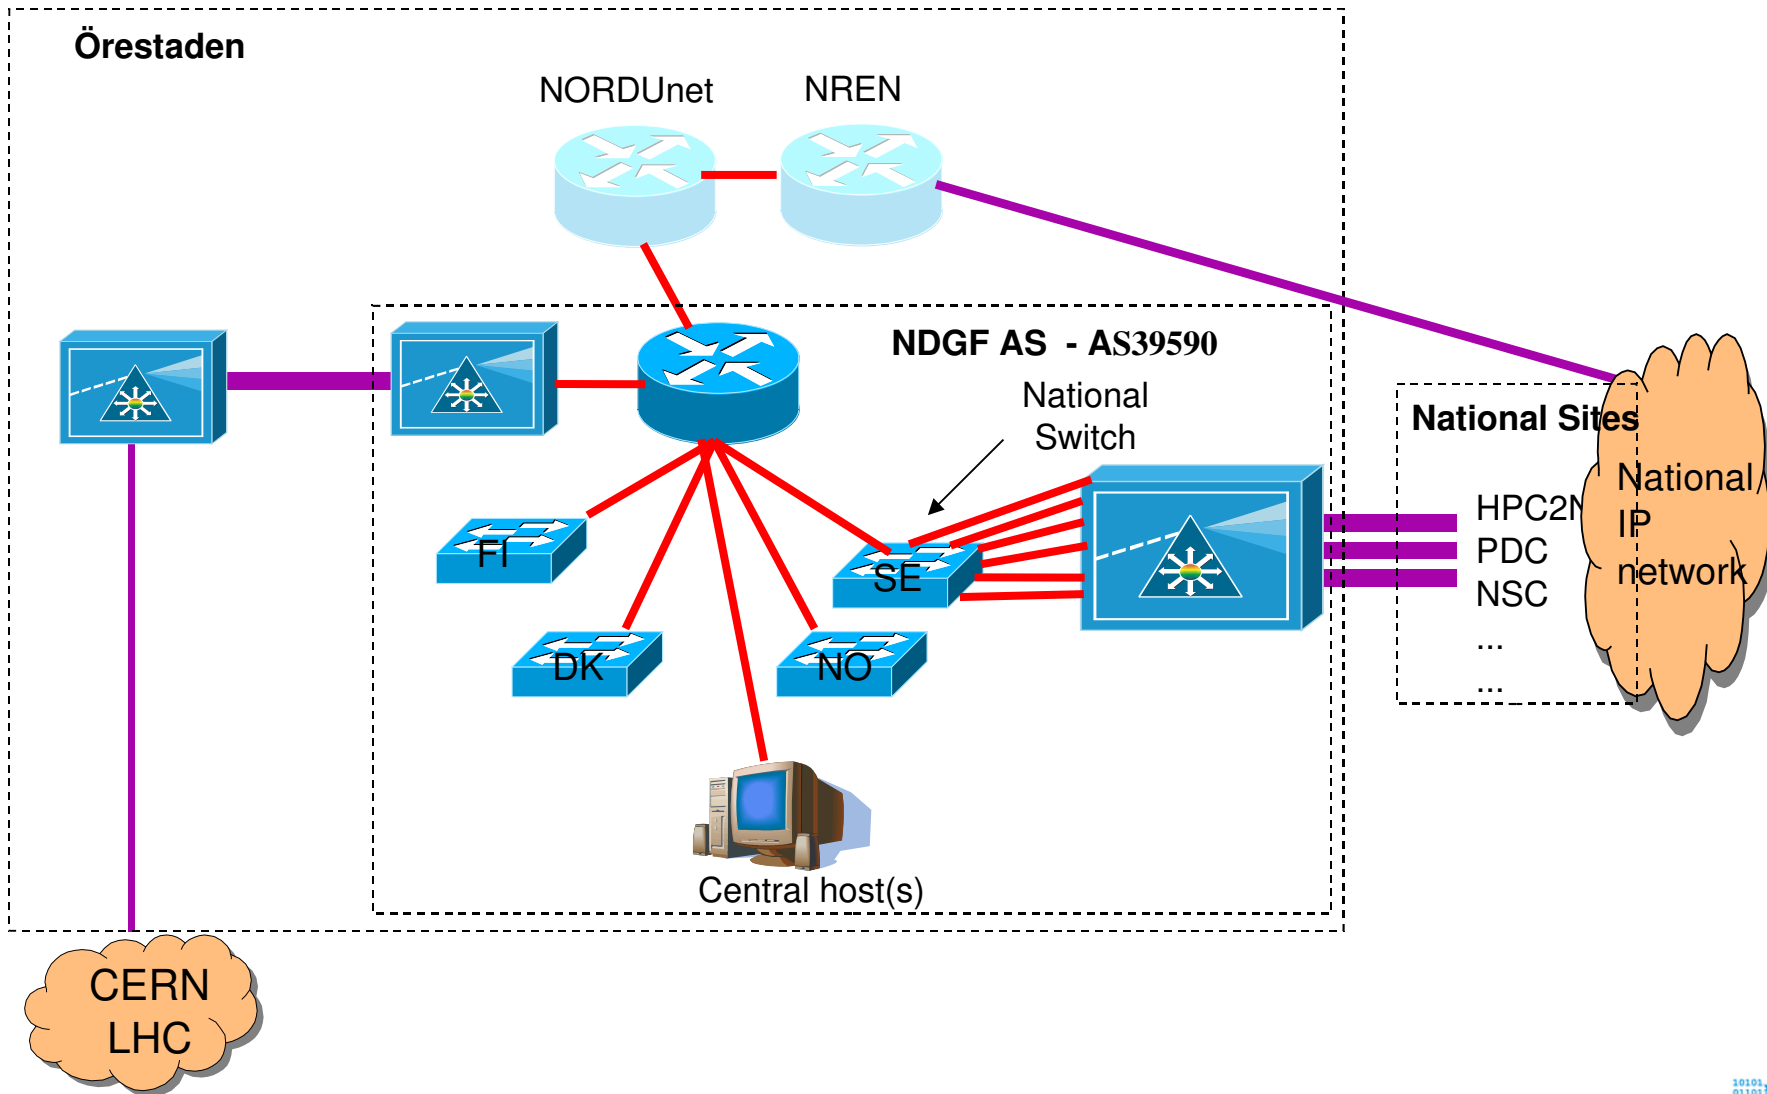 Örestaden
NORDUnet
NREN
NDGF AS - AS39590
National
Switch
National Sites
HPC2N
PDC
NSC
...
...
National
IP
network
FI
SE
DK
NO
Central host(s)
CERN
LHC
10101